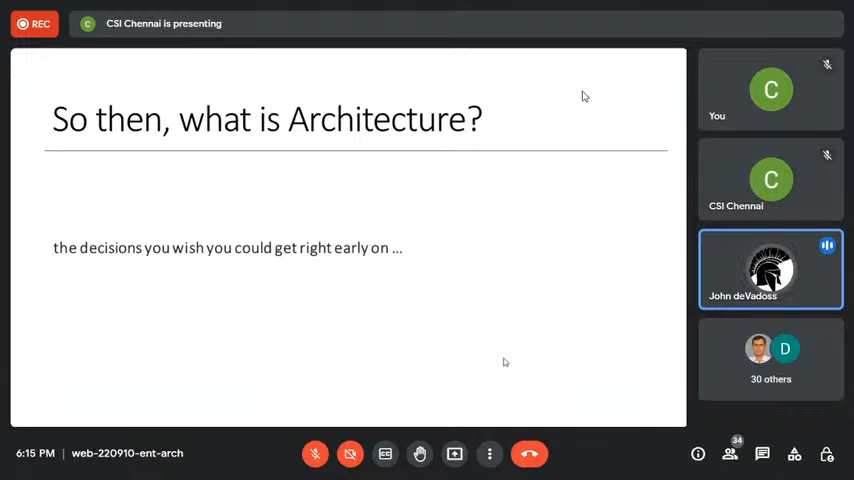 REC
C
CSI Chennai is presenting
So then, what is Architecture?
the decisions you wish you could get right early on ...
C
You
C
CSI Chennai
John deVadoss
D
30 others
6:15 PM | web-220910-ent-arch
CC
34